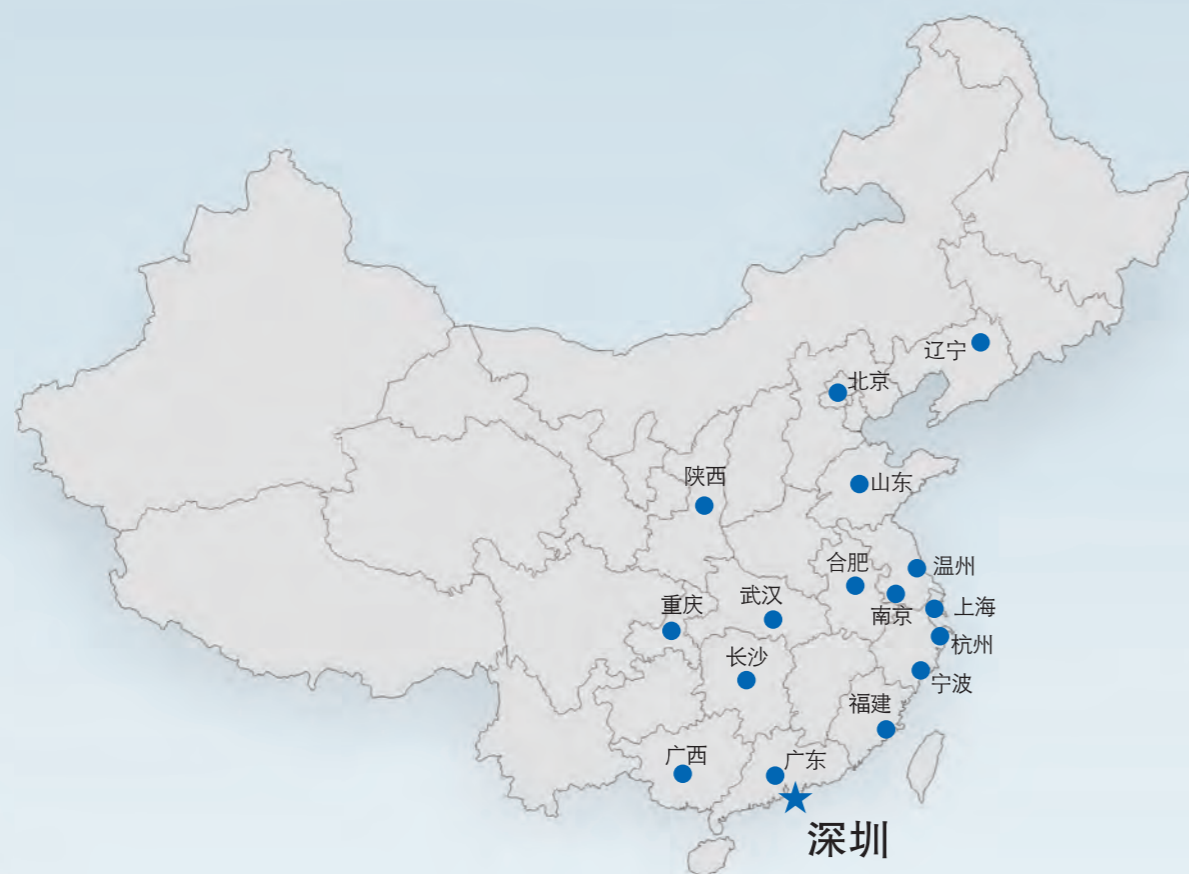 辽宁
北京
陕西
山东
合肥
温州
重庆
武汉
南京
上海
杭州
长沙
宁波
福建
广西
广东
深圳